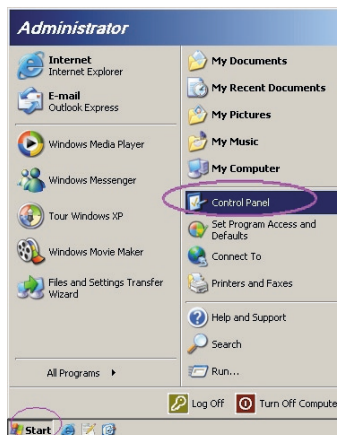 Administrator
Internet
Internet Explorer
E-mail
Outlook Express
Windows Media Player
Windows Messenger
Tour Windows XP
Windows Movie Maker
Files and Settings Transfer
Wizard
All Programs
My Documents
My Recent Documents
My Pictures
My Music
My Computer
Control Panel
Set Program Access and
Defaults
Connect To
Printers and Faxes
Help and Support
Search
Run...
Log Off
Turn Off Compute
Start